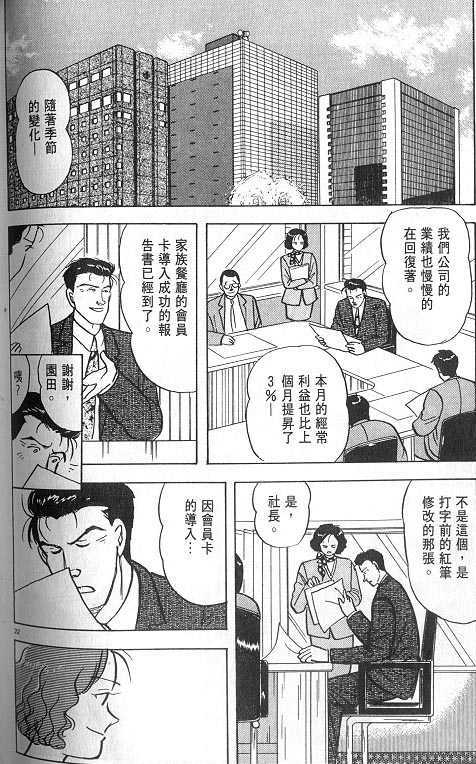 隨著季節
的變化—
我們公司的
業績也慢慢的
在回復著。
本月的經常
利益也比上
個月提昇了
3%—
家族餐廳的會員
卡導入成功的報
告書已經到了。
謝謝，
園田。
咦？
不是這個，是
打字前的紅筆
修改的那張。
是，
社長。
因會員卡
的導入…
22